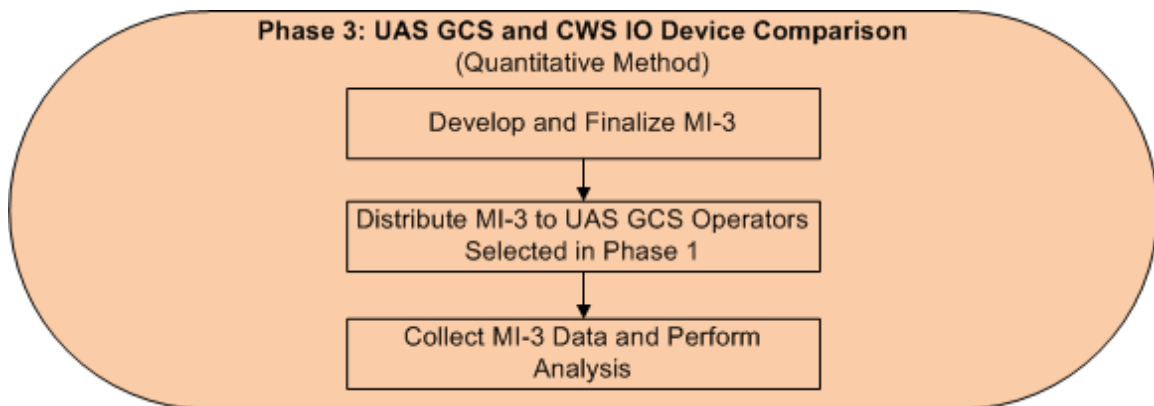 Phase 3: UAS GCS and CWS IO Device Comparison
(Quantitative Method)
Develop and Finalize MI-3
Distribute MI-3 to UAS GCS Operators
Selected in Phase 1
Collect MI-3 Data and Perform
Analysis